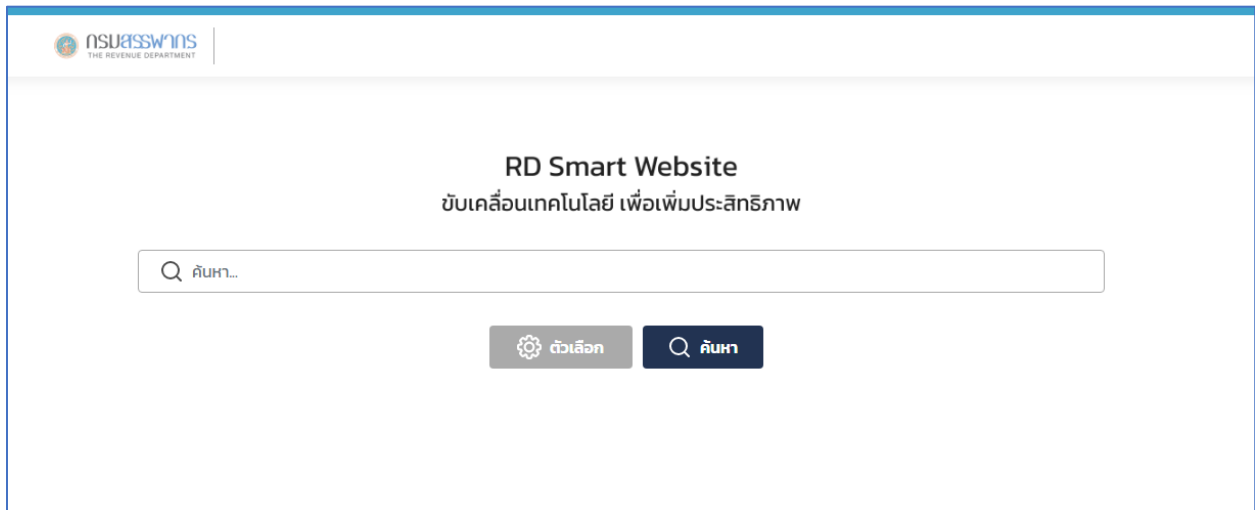 กรมสรรพากร
THE REVENUE DEPARTMENT
RD Smart Website
ขับเคลื่อนเทคโนโลยี เพื่อเพิ่มประสิทธิภาพ
ค้นหา...
ตัวเลือก
ค้นหา